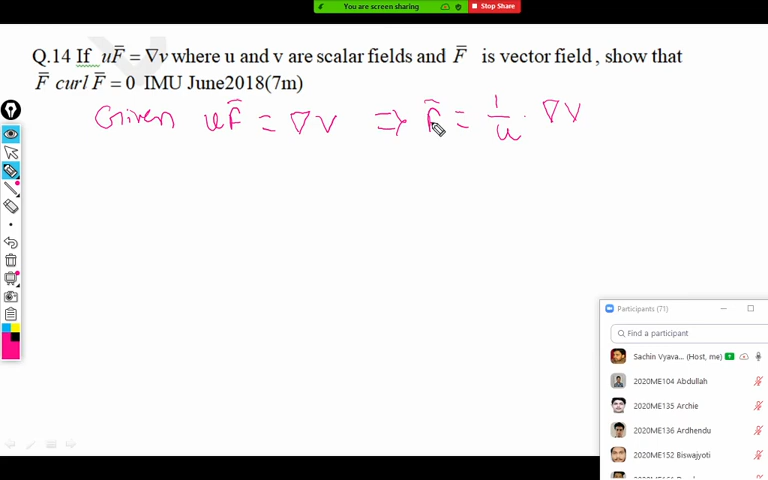 You are screen sharing Stop Share
Q.14 If uF̄ = ∇v where u and v are scalar fields and F̄ is vector field , show that
F̄ curl F̄ = 0 IMU June2018(7m)
Given uF̄ = ∇v ⇒ F̄ = 1/u · ∇v
Participants (71)
Find a participant
Sachin Vyava... (Host, me)
2020ME104 Abdullah
2020ME135 Archie
2020ME136 Ardhendu
2020ME152 Biswajyoti